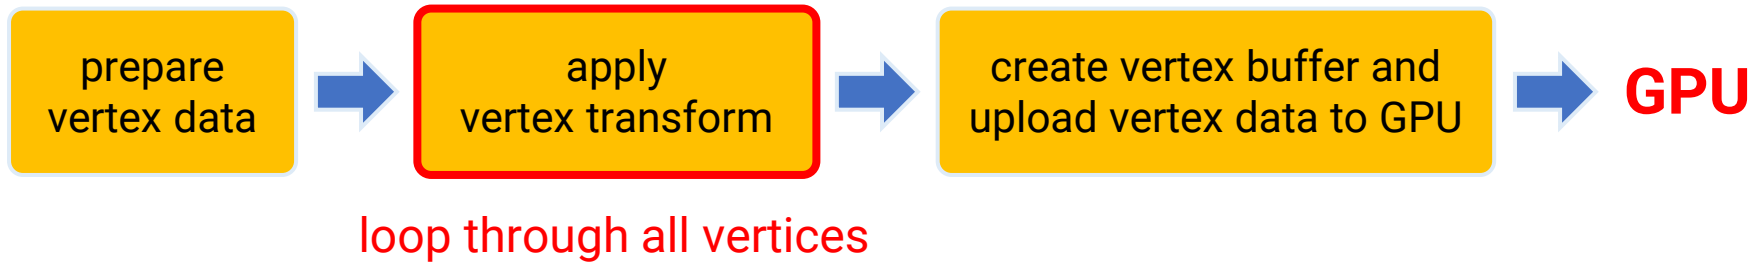 prepare
vertex data
apply
vertex transform
create vertex buffer and
upload vertex data to GPU
GPU
loop through all vertices